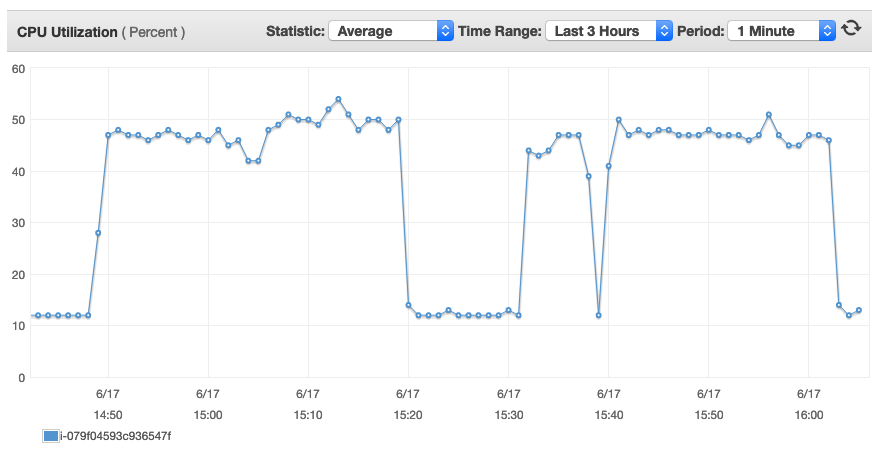 CPU Utilization ( Percent ) Statistic: Average Time Range: Last 3 Hours Period: 1 Minute
60
50
40
30
20
10
0
6/17 6/17 6/17 6/17 6/17 6/17 6/17 6/17
14:50 15:00 15:10 15:20 15:30 15:40 15:50 16:00
i-079f04593c936547f